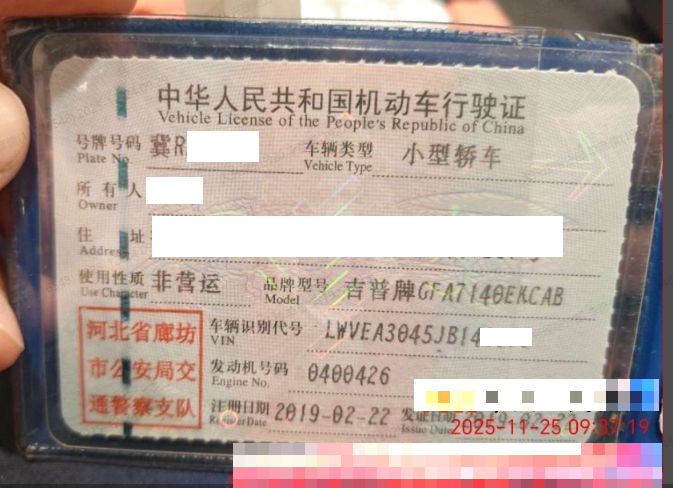 中华人民共和国机动车行驶证
Vehicle License of the People's Republic of China
号牌号码 冀R 车辆类型 小型轿车
Plate No. Vehicle Type
所有人
Owner
住址
Address
使用性质 非营运 品牌型号 吉普牌GFA7140EKCAB
Use Character Model
河北省廊坊
市公安局交
通警察支队
车辆识别代号 LWVEA3045JB14
VIN
发动机号码 0400426
Engine No.
注册日期 2019-02-22 发证日期
Register Date Issue Date
2025-11-25 09:37:19